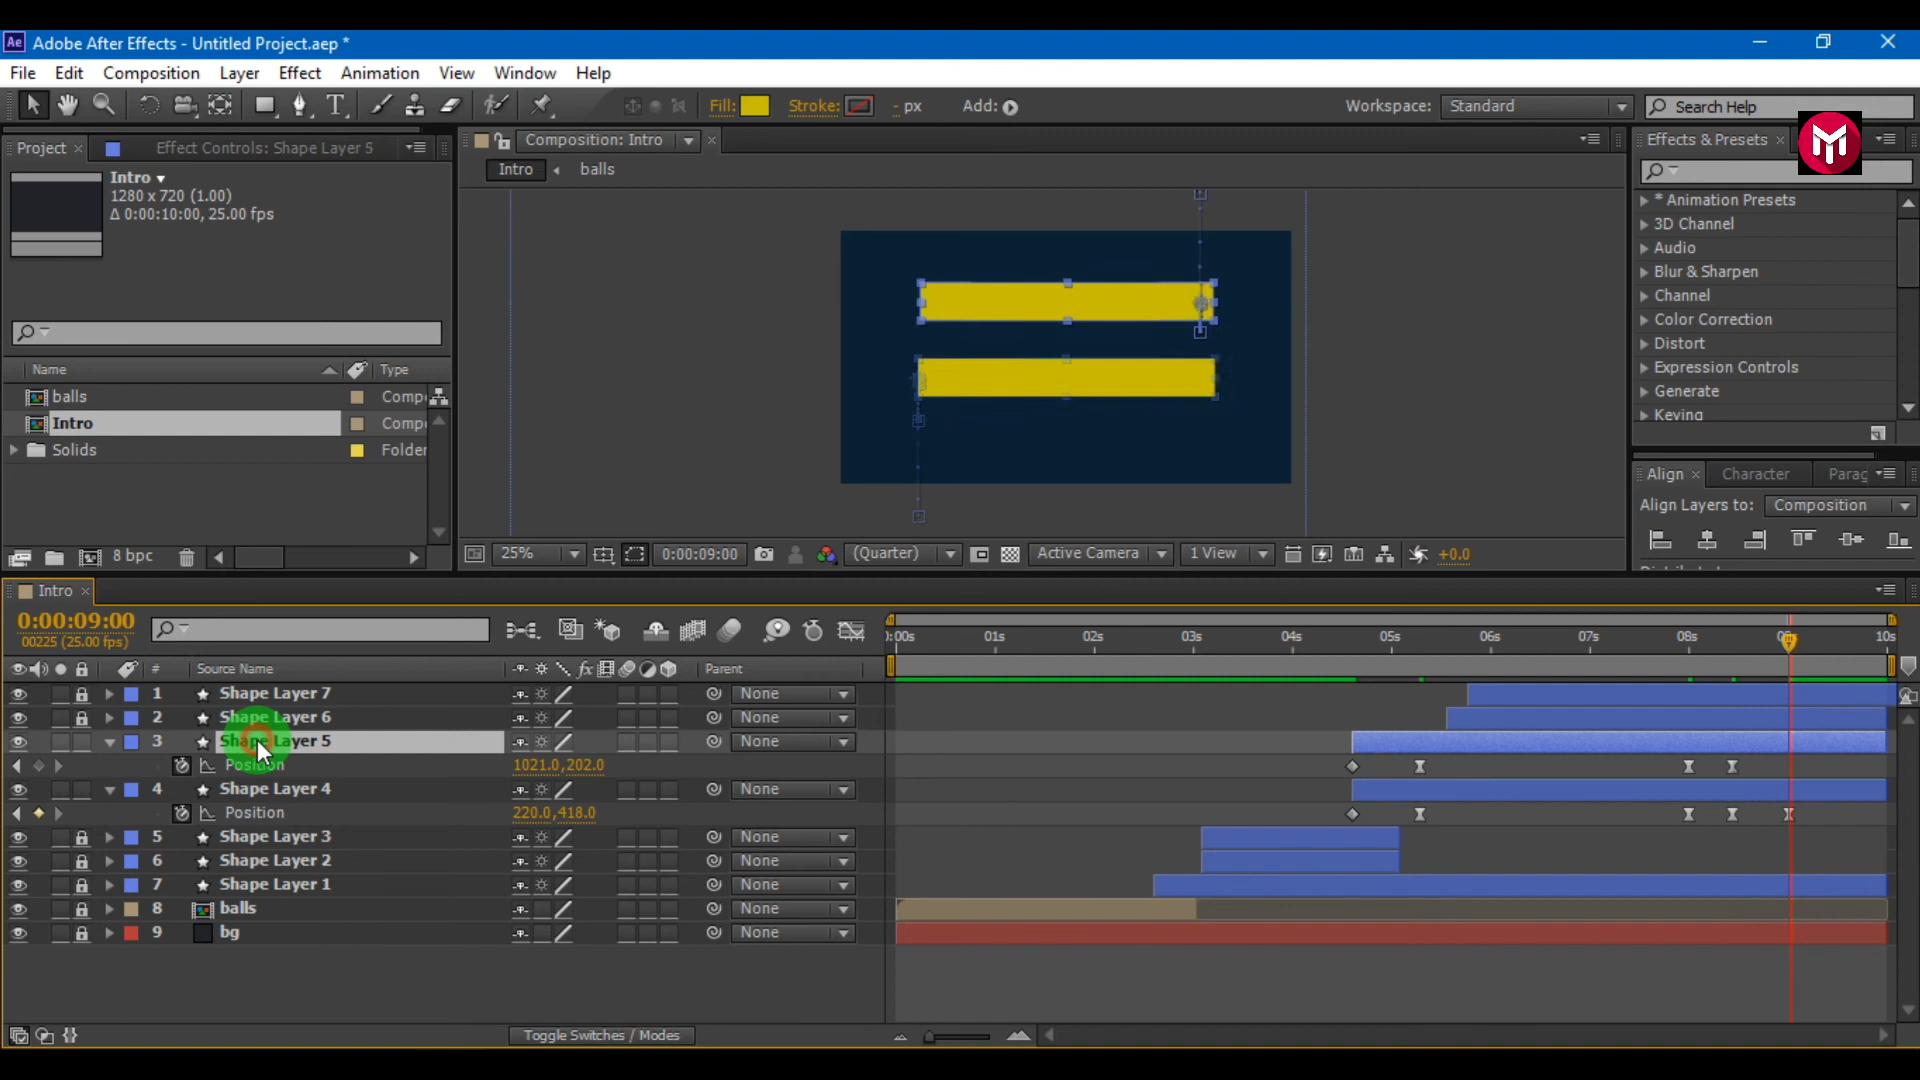 Ae Adobe After Effects - Untitled Project.aep *
File Edit Composition Layer Effect Animation View Window Help
Fill: Stroke: - px Add: Workspace: Standard Search Help
Project × Effect Controls: Shape Layer 5 Composition: Intro × Effects & Presets ×
Intro balls
Intro
1280 x 720 (1.00)
Δ 0:00:10:00, 25.00 fps
* Animation Presets
3D Channel
Audio
Blur & Sharpen
Channel
Color Correction
Distort
Expression Controls
Generate
Keying
Name Type
balls Comp
Intro Comp
Solids Folder
Align × Character Parag
Align Layers to: Composition
8 bpc 25% 0:00:09:00 (Quarter) Active Camera 1 View +0.0
Intro ×
0:00:09:00
00225 (25.00 fps)
):00s 01s 02s 03s 04s 05s 06s 07s 08s 10s
# Source Name fx Parent
1 Shape Layer 7 None
2 Shape Layer 6 None
3 Shape Layer 5 None
Position 1021.0,202.0
4 Shape Layer 4 None
Position 220.0,418.0
5 Shape Layer 3 None
6 Shape Layer 2 None
7 Shape Layer 1 None
8 balls None
9 bg None
Toggle Switches / Modes